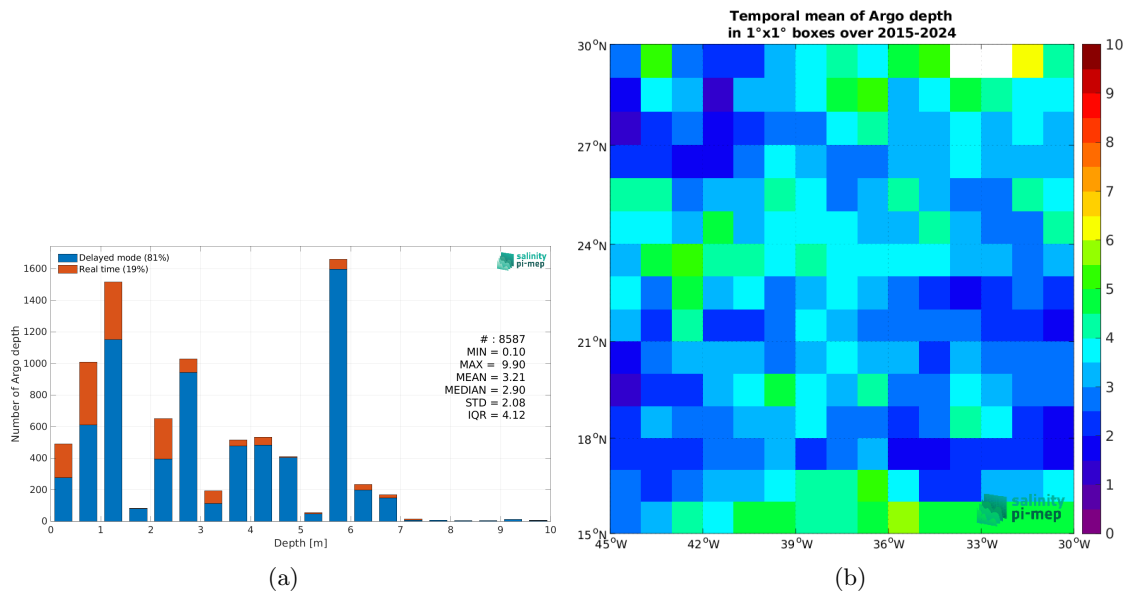 Delayed mode (81%)
Real time (19%)
salinity
pi-mep
# : 8587
MIN = 0.10
MAX = 9.90
MEAN = 3.21
MEDIAN = 2.90
STD = 2.08
IQR = 4.12
Number of Argo depth
1600
1400
1200
1000
800
600
400
200
0
0 1 2 3 4 5 6 7 8 9 10
Depth [m]
(a)
Temporal mean of Argo depth
in 1°x1° boxes over 2015-2024
30°N
27°N
24°N
21°N
18°N
15°N
45°W 42°W 39°W 36°W 33°W 30°W
salinity
pi-mep
10
9
8
7
6
5
4
3
2
1
0
(b)